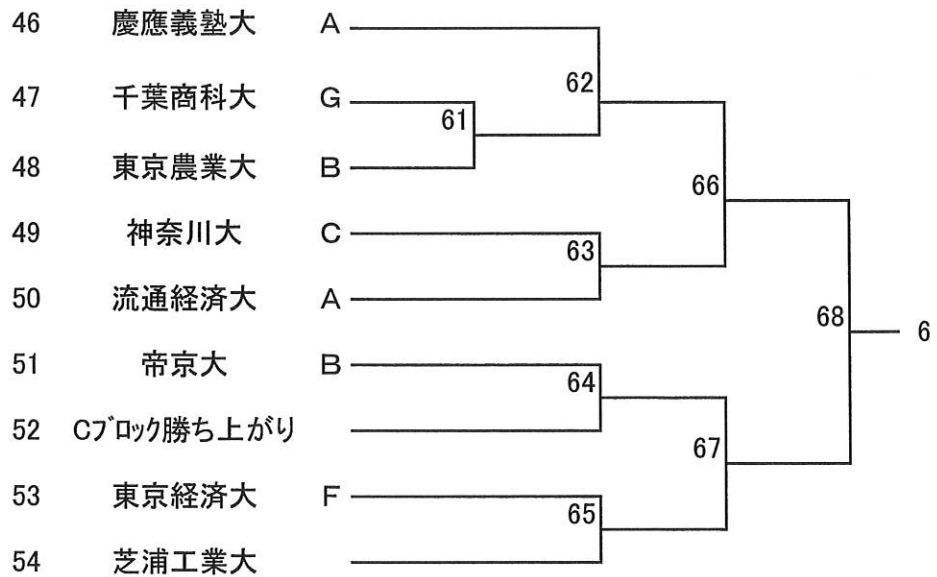 46 慶應義塾大 A
62
47 千葉商科大 G
61
48 東京農業大 B
66
49 神奈川大 C
63
50 流通経済大 A
68 6
51 帝京大 B
64
52 Cブロック勝ち上がり
67
53 東京経済大 F
65
54 芝浦工業大